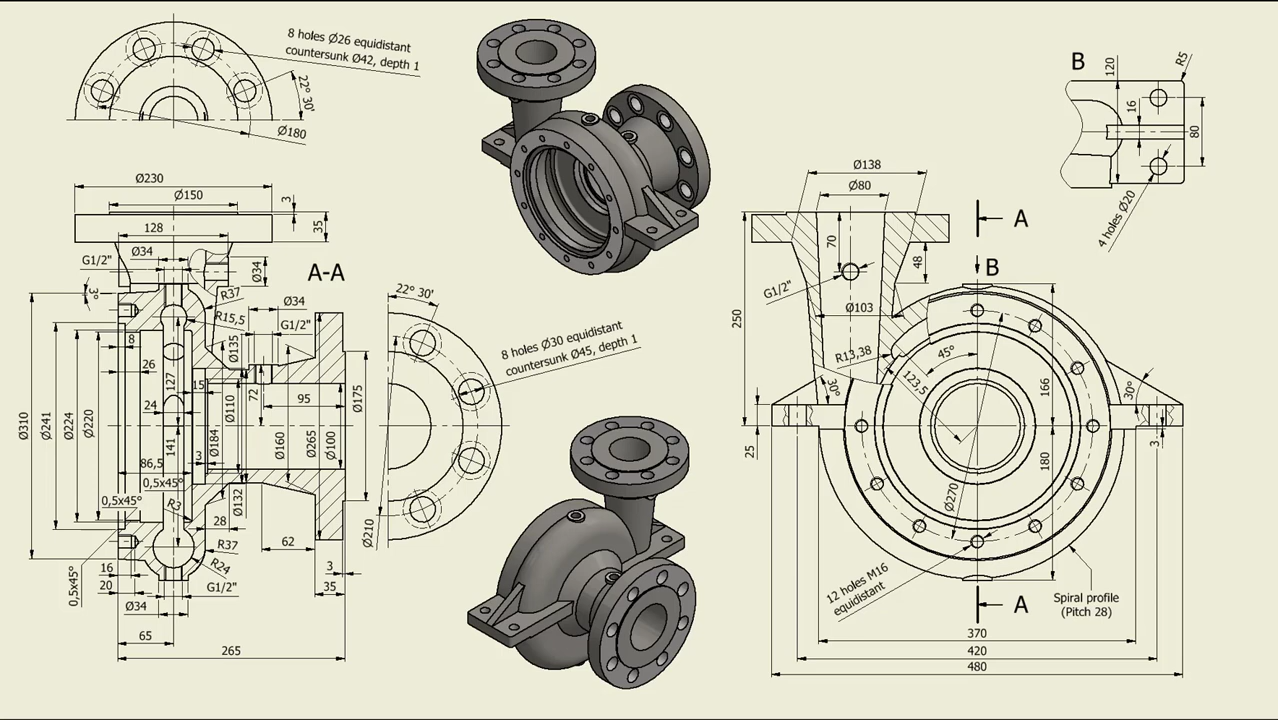 8 holes Ø26 equidistant
countersunk Ø42, depth 1
22° 30'
Ø180
Ø230
Ø150
3
35
128
Ø34
G1/2"
Ø34
A-A
3°
R37
R15,5
Ø34
G1/2"
Ø135
8
26
127
15
72
95
24
Ø310
Ø241
Ø224
Ø220
141
Ø110
Ø184
Ø160
Ø265
Ø100
Ø175
86,5
3
0,5x45°
0,5x45°
R3
Ø132
28
62
R37
R24
16
20
0,5x45°
G1/2"
Ø34
3
35
65
265
22° 30'
8 holes Ø30 equidistant
countersunk Ø45, depth 1
Ø210
B
120
R5
16
80
4 holes Ø20
Ø138
Ø80
A
70
48
B
G1/2"
Ø103
250
R13,38
45°
123,5
30°
30°
166
25
3
180
Ø270
12 holes M16
equidistant
A
Spiral profile
(Pitch 28)
370
420
480